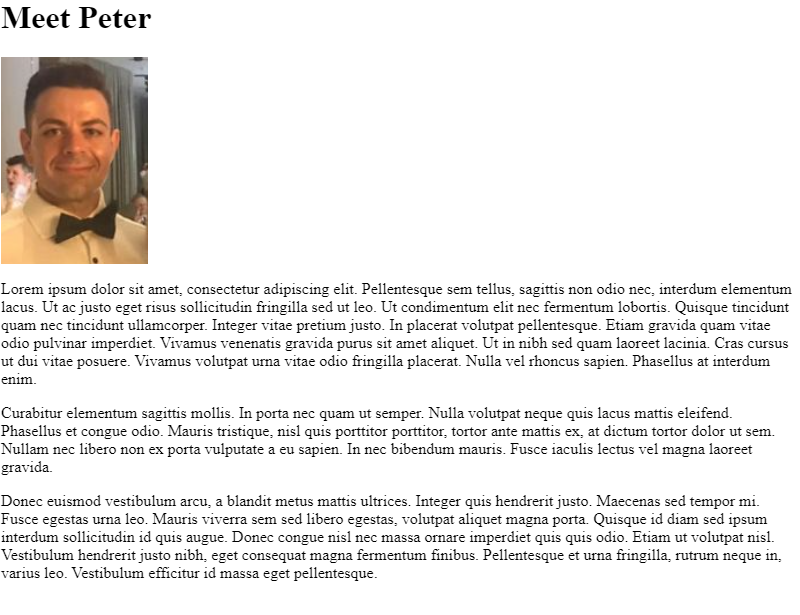 Meet Peter
Lorem ipsum dolor sit amet, consectetur adipiscing elit. Pellentesque sem tellus, sagittis non odio nec, interdum elementum
lacus. Ut ac justo eget risus sollicitudin fringilla sed ut leo. Ut condimentum elit nec fermentum lobortis. Quisque tincidunt
quam nec tincidunt ullamcorper. Integer vitae pretium justo. In placerat volutpat pellentesque. Etiam gravida quam vitae
odio pulvinar imperdiet. Vivamus venenatis gravida purus sit amet aliquet. Ut in nibh sed quam laoreet lacinia. Cras cursus
ut dui vitae posuere. Vivamus volutpat urna vitae odio fringilla placerat. Nulla vel rhoncus sapien. Phasellus at interdum
enim.
Curabitur elementum sagittis mollis. In porta nec quam ut semper. Nulla volutpat neque quis lacus mattis eleifend.
Phasellus et congue odio. Mauris tristique, nisl quis porttitor porttitor, tortor ante mattis ex, at dictum tortor dolor ut sem.
Nullam nec libero non ex porta vulputate a eu sapien. In nec bibendum mauris. Fusce iaculis lectus vel magna laoreet
gravida.
Donec euismod vestibulum arcu, a blandit metus mattis ultrices. Integer quis hendrerit justo. Maecenas sed tempor mi.
Fusce egestas urna leo. Mauris viverra sem sed libero egestas, volutpat aliquet magna porta. Quisque id diam sed ipsum
interdum sollicitudin id quis augue. Donec congue nisl nec massa ornare imperdiet quis quis odio. Etiam ut volutpat nisl.
Vestibulum hendrerit justo nibh, eget consequat magna fermentum finibus. Pellentesque et urna fringilla, rutrum neque in,
varius leo. Vestibulum efficitur id massa eget pellentesque.